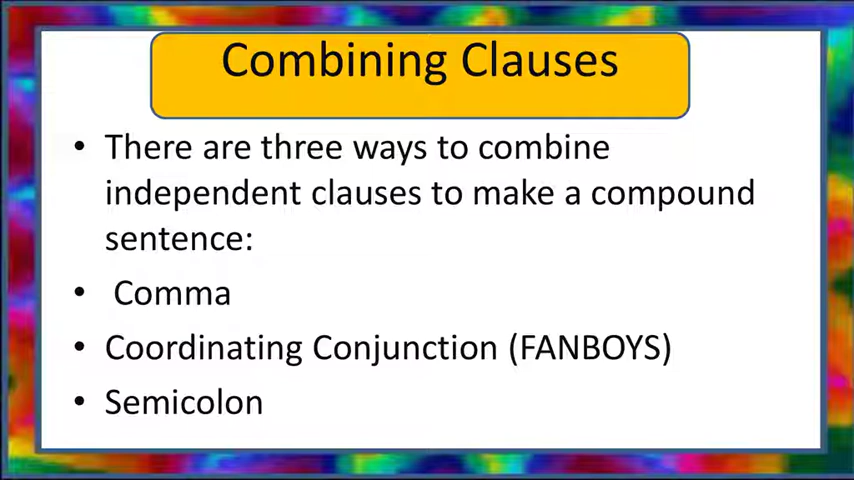 Combining Clauses
• There are three ways to combine
independent clauses to make a compound
sentence:
• Comma
• Coordinating Conjunction (FANBOYS)
• Semicolon